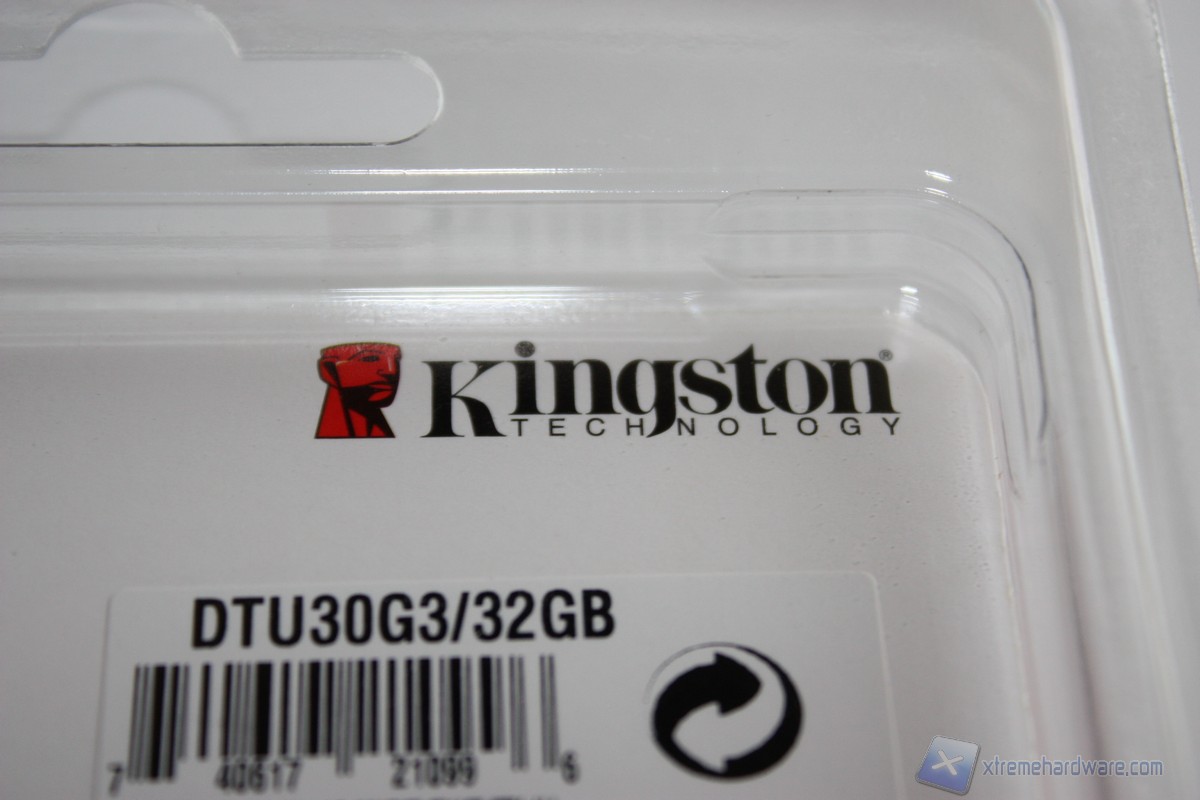 Kingston®
TECHNOLOGY
DTU30G3/32GB
7 40617 21099 6
xtremehardware.com